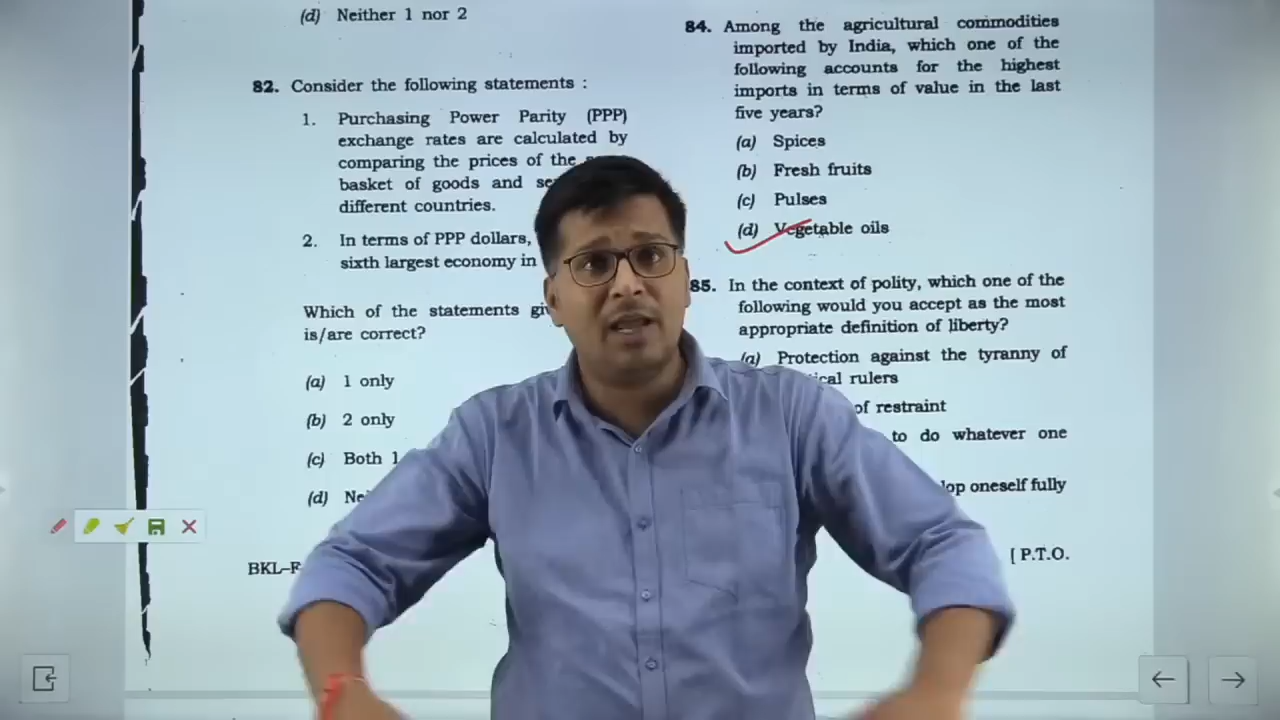 (d) Neither 1 nor 2
82. Consider the following statements :
1. Purchasing Power Parity (PPP)
exchange rates are calculated by
comparing the prices of the
basket of goods and
different countries.
2. In terms of PPP dollars,
sixth largest economy in
Which of the statements
is/are correct?
(a) 1 only
(b) 2 only
(c) Both 1
(d)
84. Among the agricultural commodities
imported by India, which one of the
following accounts for the highest
imports in terms of value in the last
five years?
(a) Spices
(b) Fresh fruits
(c) Pulses
(d) Vegetable oils
85. In the context of polity, which one of the
following would you accept as the most
appropriate definition of liberty?
(a) Protection against the tyranny of
rulers
of restraint
to do whatever one
oneself fully
[ P.T.O.